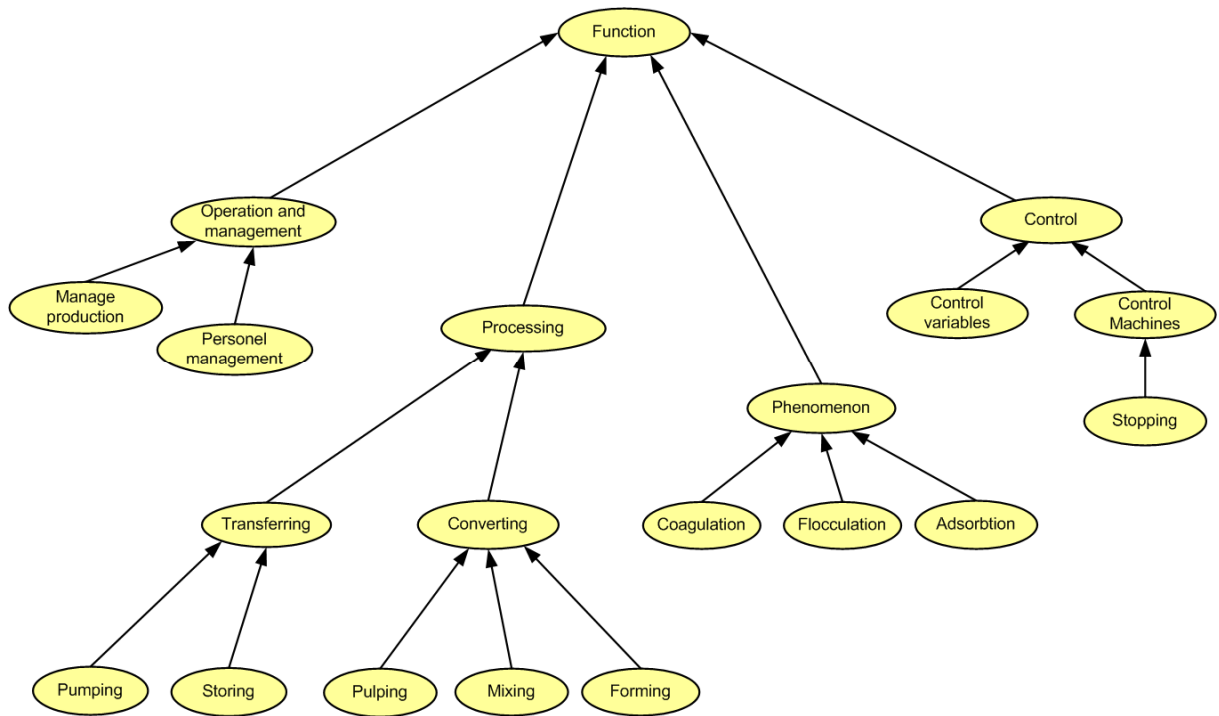 Function
Operation and
management
Control
Manage
production
Control
variables
Control
Machines
Processing
Personel
management
Phenomenon
Stopping
Transferring
Converting
Coagulation
Flocculation
Adsorbtion
Pumping
Storing
Pulping
Mixing
Forming